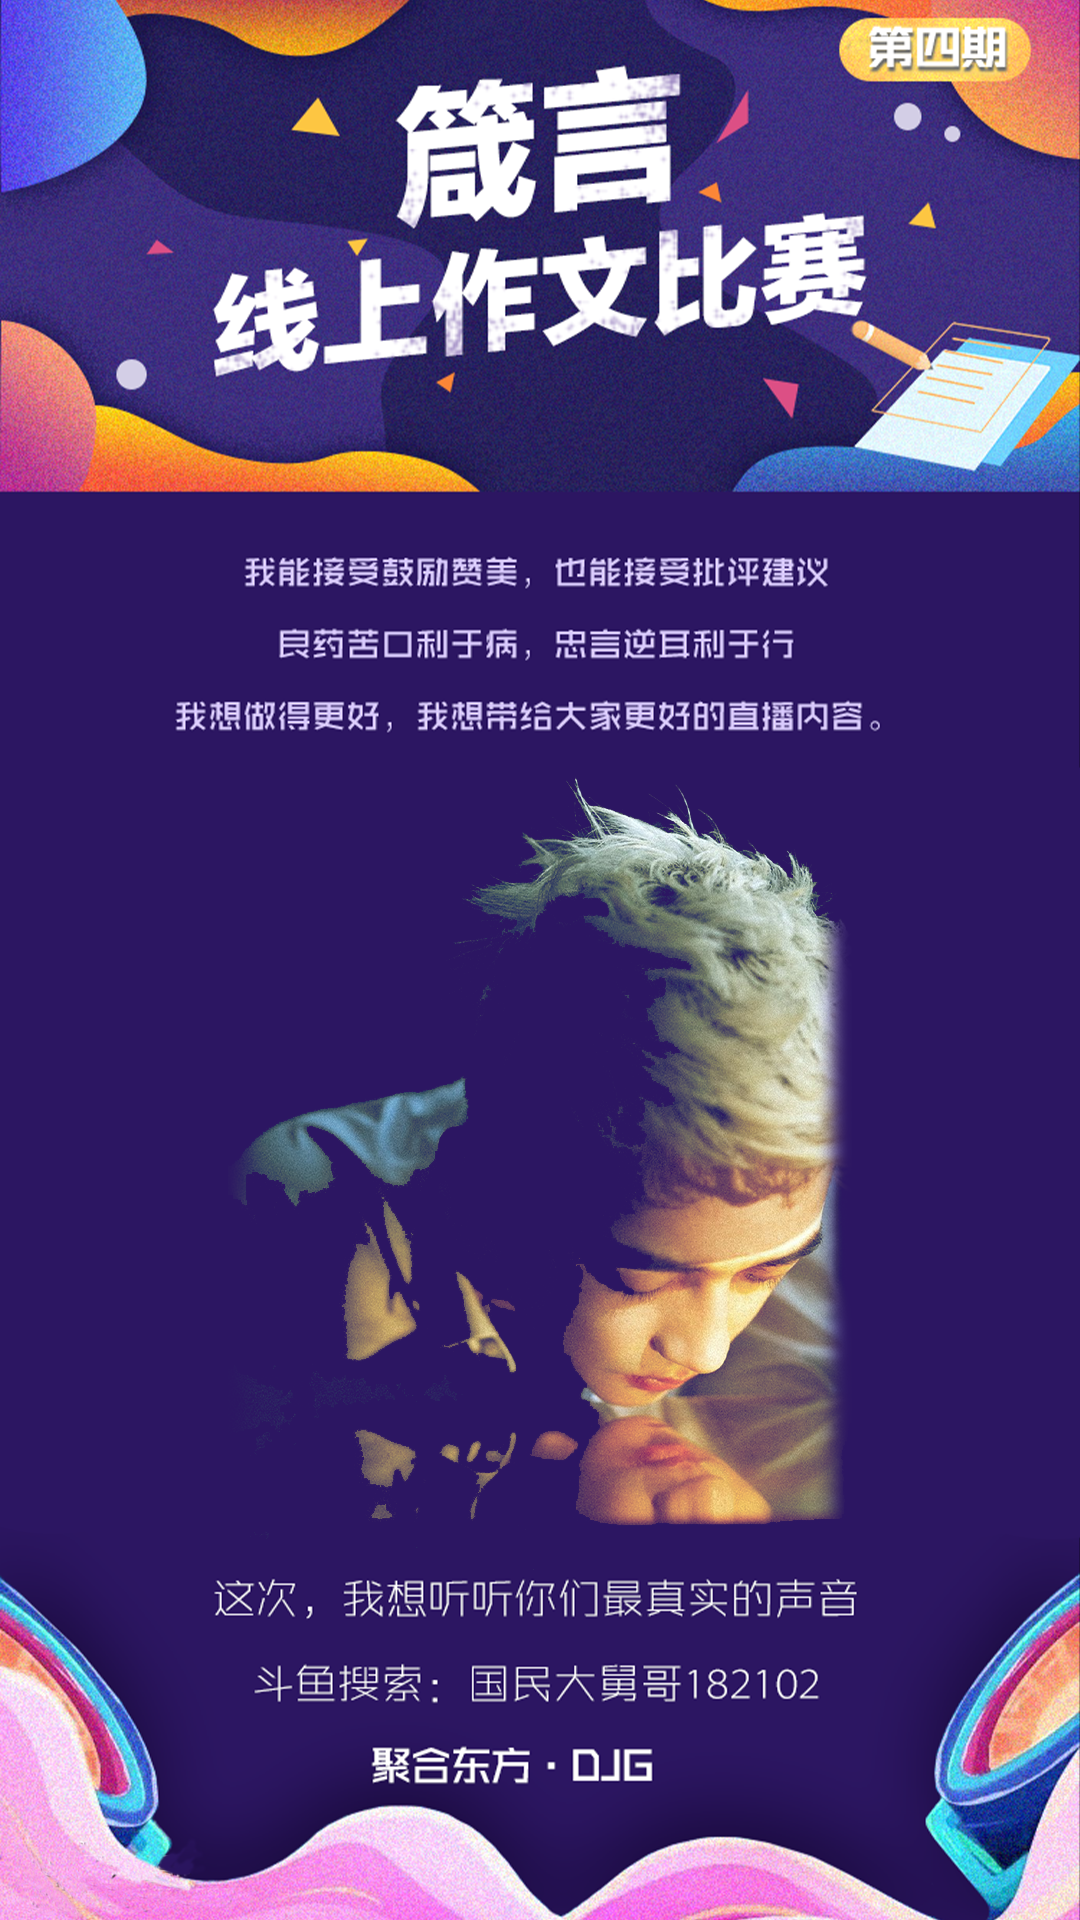 第四期
箴言
线上作文比赛
我能接受鼓励赞美，也能接受批评建议
良药苦口利于病，忠言逆耳利于行
我想做得更好，我想带给大家更好的直播内容。
这次，我想听听你们最真实的声音
斗鱼搜索：国民大舅哥182102
聚合东方·DJG